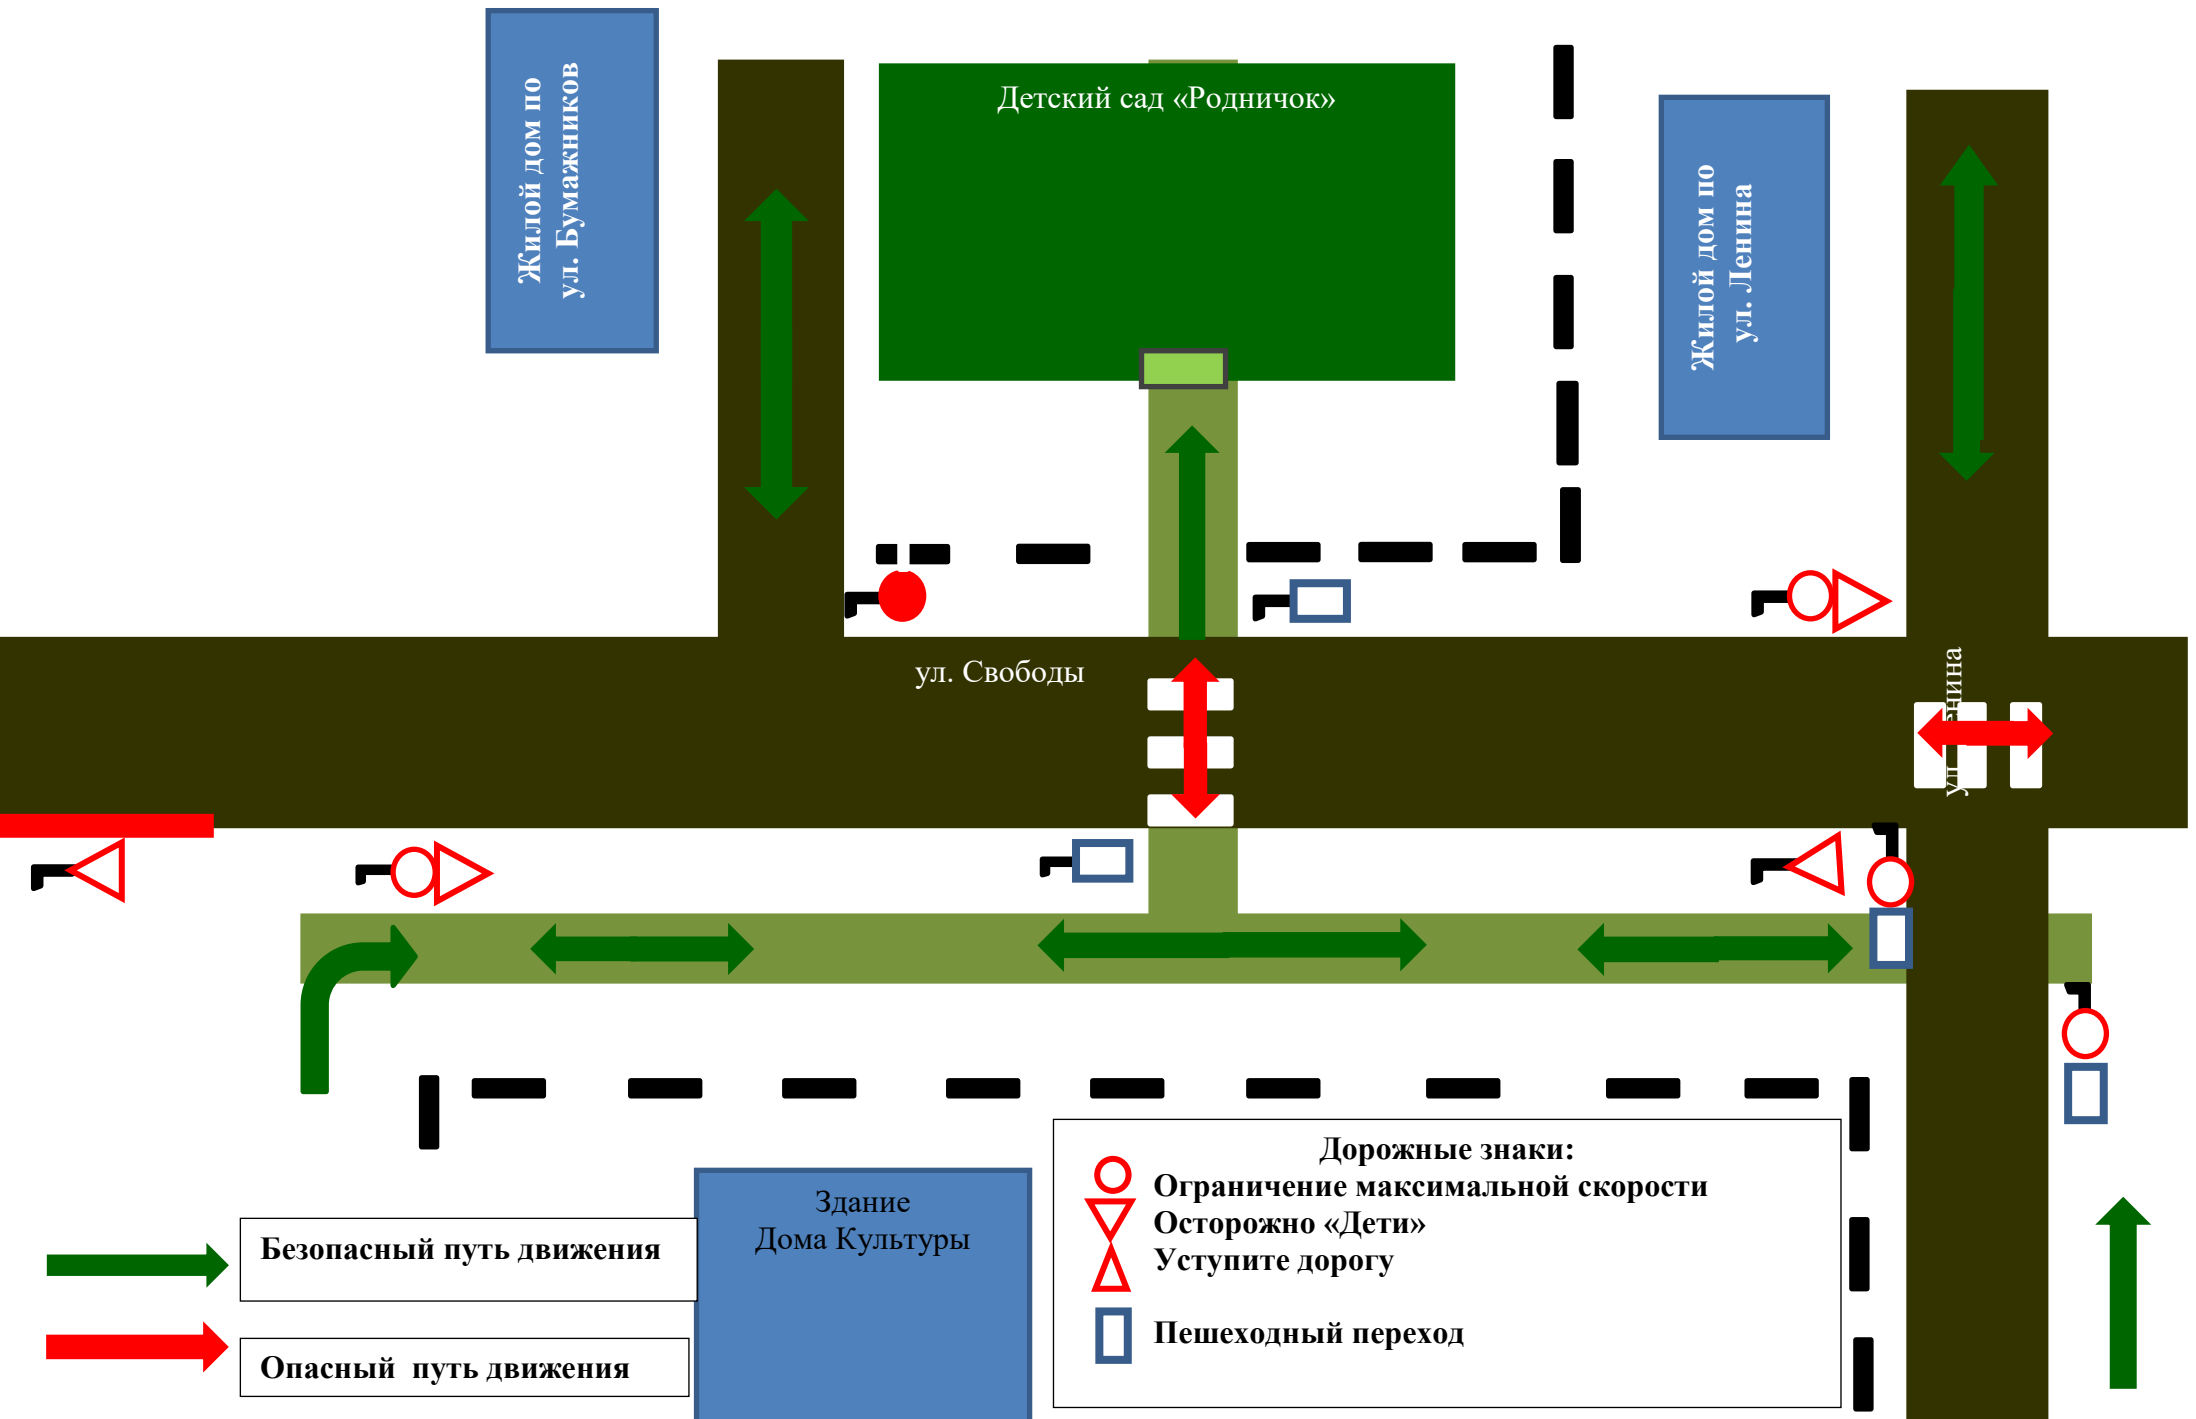 Жилой дом по
ул. Бумажников
Детский сад «Родничок»
Жилой дом по
ул. Ленина
ул. Свободы
ул.
Здание
Дома Культуры
Дорожные знаки:
Ограничение максимальной скорости
Осторожно «Дети»
Уступите дорогу
Пешеходный переход
Безопасный путь движения
Опасный путь движения